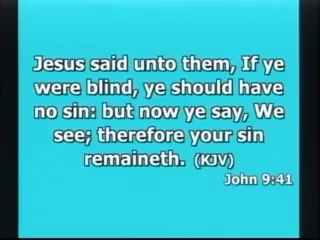 Jesus said unto them, If ye
were blind, ye should have
no sin: but now ye say, We
see; therefore your sin
remaineth. (KJV)
John 9:41